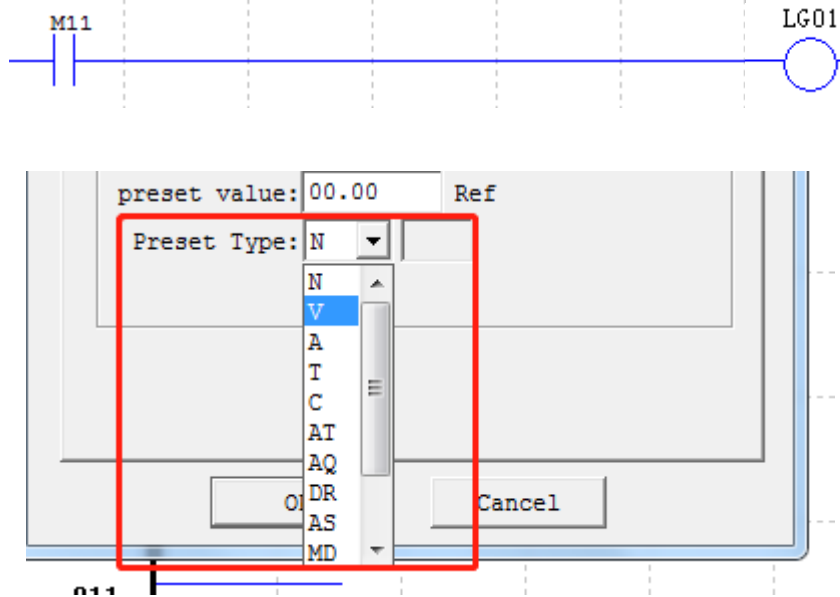 M11
LG01
preset value: 00.00 Ref
Preset Type: N
N
V
A
T
C
AT
AQ
DR
AS
MD
Cancel